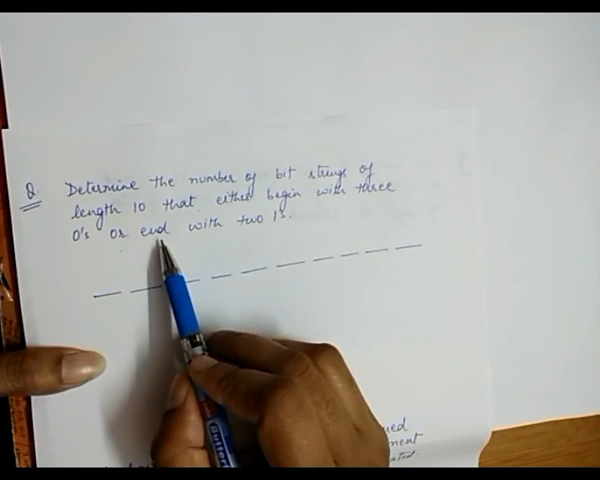 Q. Determine the number of bit strings of
length 10 that either begin with three
0's or end with two 1s.